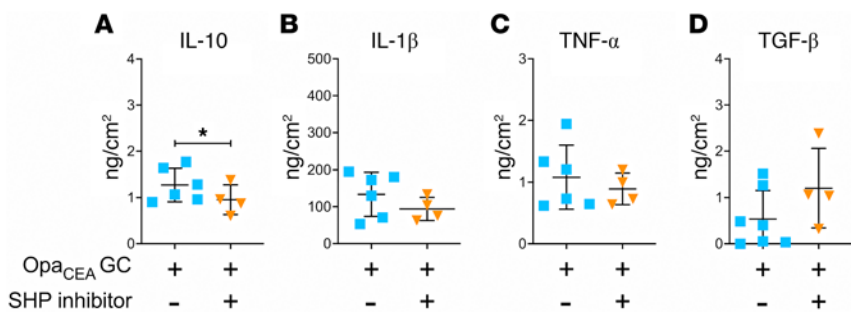 A B C D
IL-10 IL-1β TNF-α TGF-β
4 500 3 4
400
3 3
300 2
2 2
200
1 1 1
100
0 0 0 0
ng/cm² ng/cm² ng/cm² ng/cm²
*
OpaCEA GC + + + + + + + +
SHP inhibitor - + - + - + - +